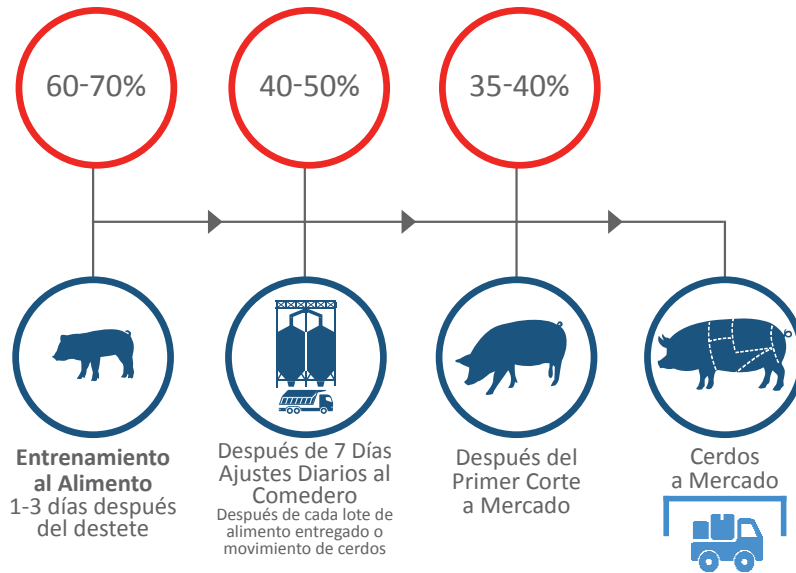 60-70%
40-50%
35-40%
Entrenamiento
al Alimento
1-3 días después
del destete
Después de 7 Días
Ajustes Diarios al
Comedero
Después de cada lote de
alimento entregado o
movimiento de cerdos
Después del
Primer Corte
a Mercado
Cerdos
a Mercado